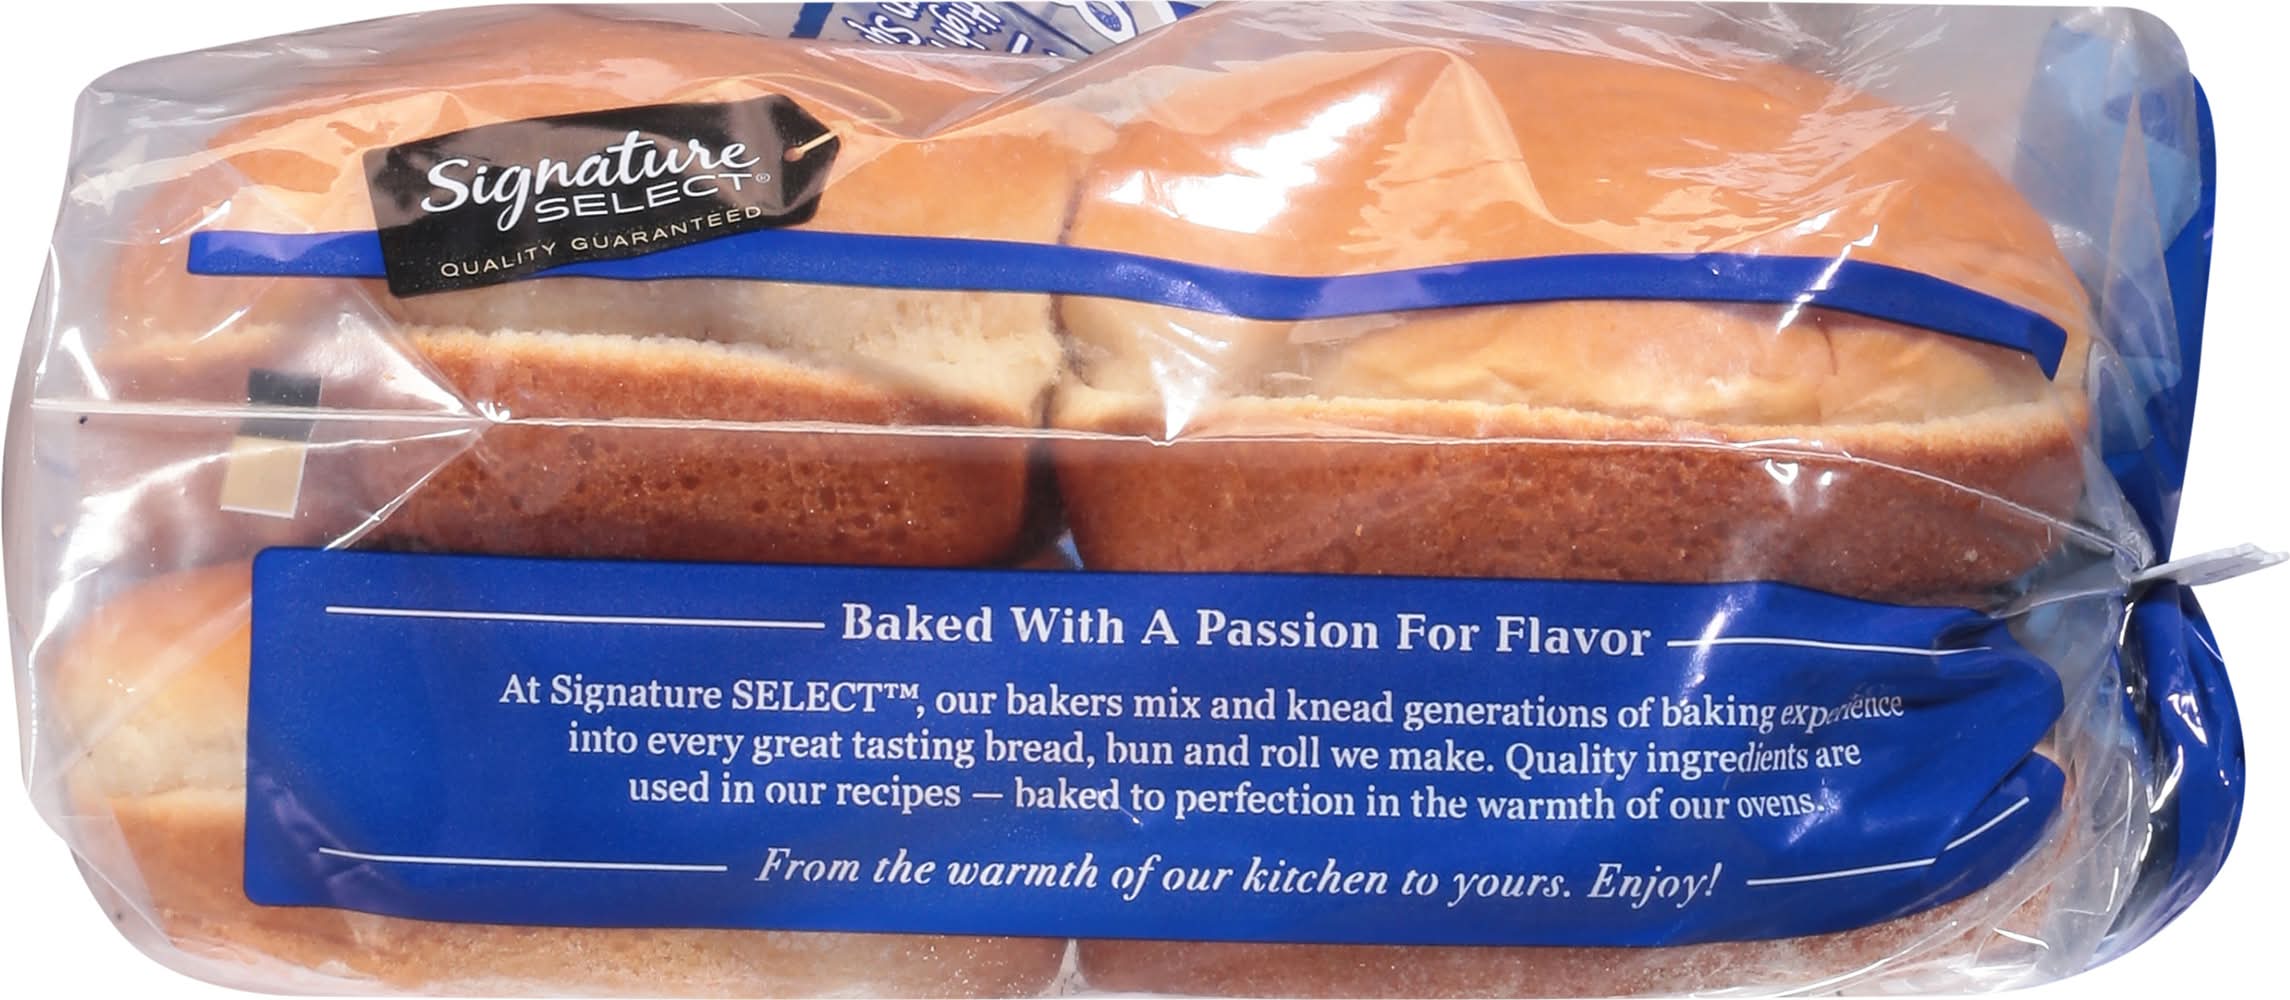 Signature
SELECT®
QUALITY GUARANTEED
Baked With A Passion For Flavor
At Signature SELECT™, our bakers mix and knead generations of baking experience
into every great tasting bread, bun and roll we make. Quality ingredients are
used in our recipes — baked to perfection in the warmth of our ovens.
From the warmth of our kitchen to yours. Enjoy!